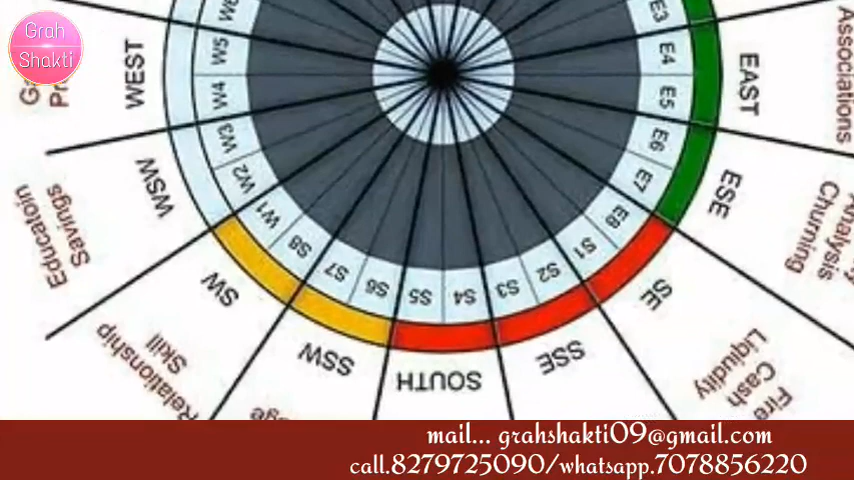 Grah
Shakti
W6
W5
W4
W3
W2
W1
S8
S7
S6
S5
S4
S3
S2
S1
E8
E7
E6
E5
E4
E3
WEST
WSW
SW
SSW
SOUTH
SSE
SE
ESE
EAST
Educatoin
Savings
Relationship
Skill
Fire
Cash
Liqiudity
Analysis
Churning
Associations
mail... grahshakti09@gmail.com
call.8279725090/whatsapp.7078856220